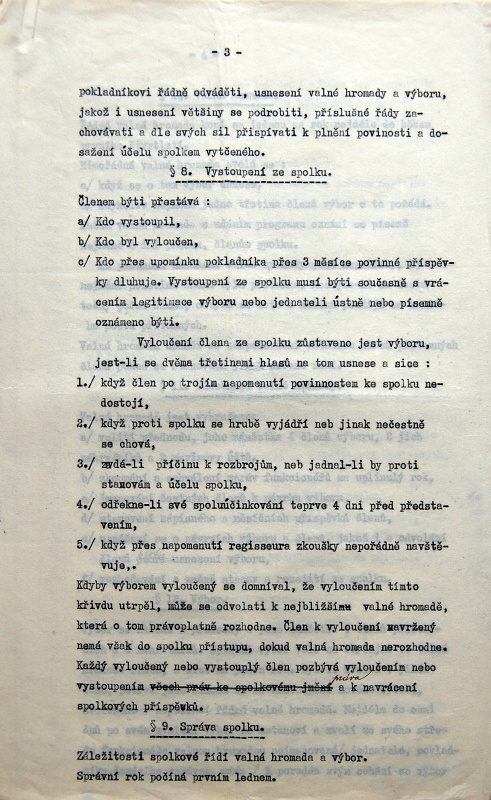 - 3 -
pokladníkovi řádně odváděti, usnesení valné hromady a výboru,
jakož i usnesení většiny se podrobiti, příslušné řády za-
chovávati a dle svých sil přispívati k plnění povinosti a do-
sažení účelu spolkem vytčeného.
§ 8. Vystoupení ze spolku.
Členem býti přestává :
a/ Kdo vystoupil,
b/ Kdo byl vyloučen,
c/ Kdo přes upomínku pokladníka přes 3 měsíce povinné příspěv-
ky dluhuje. Vystoupení ze spolku musí býti současně s vrá-
cením legitimace výboru nebo jednateli ústně nebo písemně
oznámeno býti.
Vyloučení člena ze spolku zůstaveno jest výboru,
jest-li se dvěma třetinami hlasů na tom usnese a sice :
1./ když člen po trojím napomenutí povinnostem ke spolku ne-
dostojí,
2./ když proti spolku se hrubě vyjádří neb jinak nečestně
se chová,
3./ zvdá-li příčinu k rozbrojům, neb jadnal-li by proti
stanovám a účelu spolku,
4./ odřekne-li své spoluúčinkování teprve 4 dni před předsta-
vením,
5./ když přes napomenutí regisseura zkoušky nepořádně navště-
vuje,.
Kdyby výborem vyloučený se domníval, že vyloučením tímto
křivdu utrpěl, může se odvolati k nejbližším valné hromadě,
která o tom právoplatně rozhodne. Člen k vyloučení navržený
nemá však do spolku přístupu, dokud valná hromada nerozhodne.
Každý vyloučený nebo vystouplý člen pozbývá vyloučením nebo
práva
vystoupením všech práv ke spolkovému jmění a k navrácení
spolkových příspěvků.
§ 9. Správa spolku.
Záležitosti spolkové řídí valná hromada a výbor.
Správní rok počíná prvním lednem.